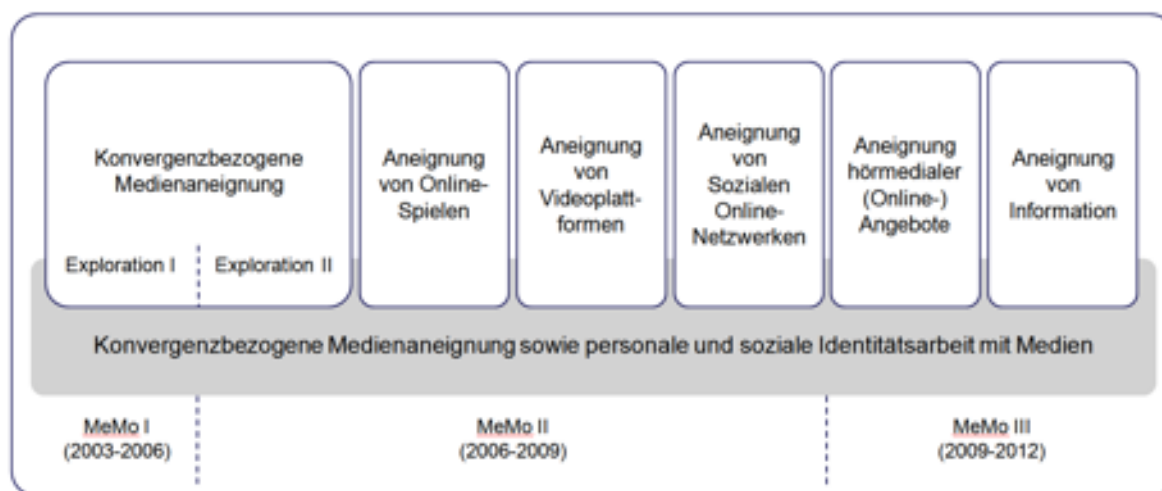 Konvergenzbezogene
Medienaneignung
Exploration I
Exploration II
Aneignung
von Online-
Spielen
Aneignung
von
Videoplatt-
formen
Aneignung
von
Sozialen
Online-
Netzwerken
Aneignung
hörmedialer
(Online-)
Angebote
Aneignung
von
Information
Konvergenzbezogene Medienaneignung sowie personale und soziale Identitätsarbeit mit Medien
MeMo I
(2003-2006)
MeMo II
(2006-2009)
MeMo III
(2009-2012)